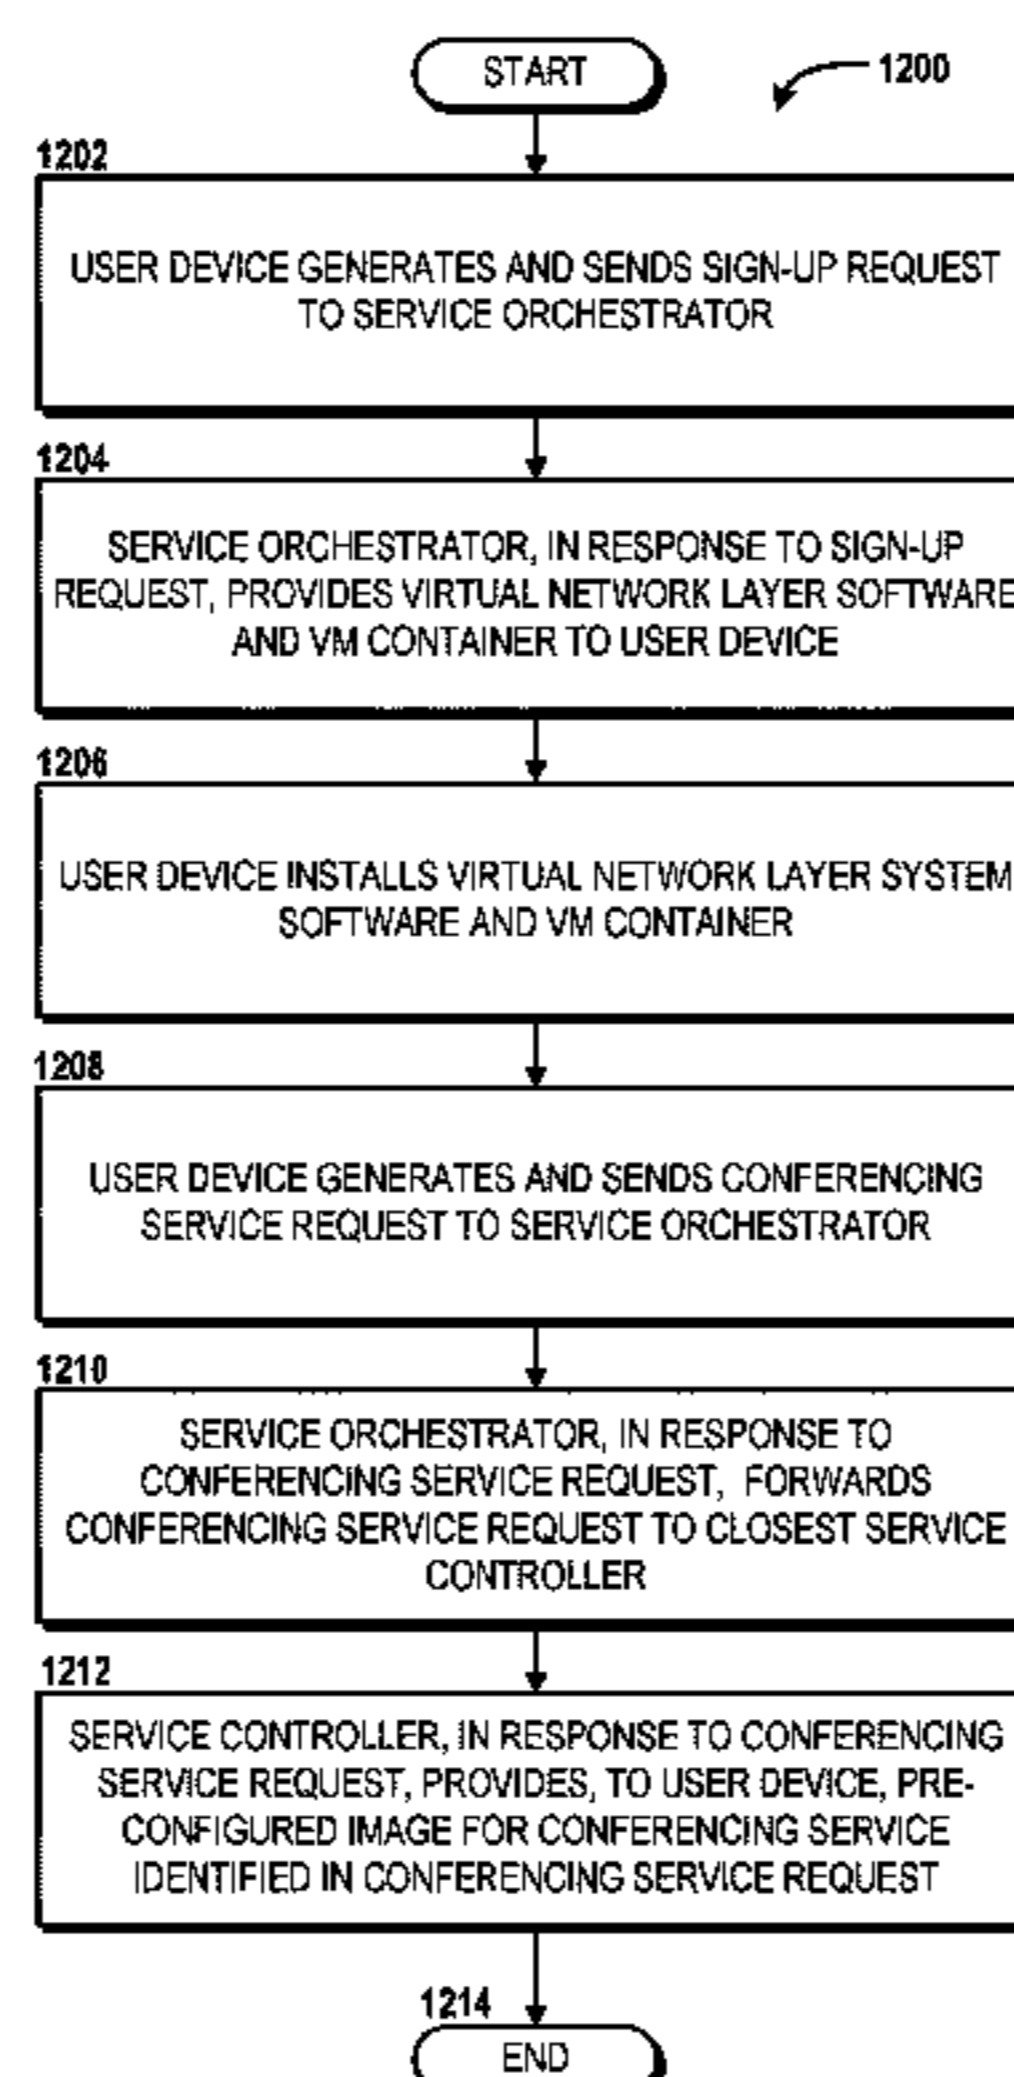 START
1200
1202
USER DEVICE GENERATES AND SENDS SIGN-UP REQUEST
TO SERVICE ORCHESTRATOR
1204
SERVICE ORCHESTRATOR, IN RESPONSE TO SIGN-UP
REQUEST, PROVIDES VIRTUAL NETWORK LAYER SOFTWARE
AND VM CONTAINER TO USER DEVICE
1206
USER DEVICE INSTALLS VIRTUAL NETWORK LAYER SYSTEM
SOFTWARE AND VM CONTAINER
1208
USER DEVICE GENERATES AND SENDS CONFERENCING
SERVICE REQUEST TO SERVICE ORCHESTRATOR
1210
SERVICE ORCHESTRATOR, IN RESPONSE TO
CONFERENCING SERVICE REQUEST, FORWARDS
CONFERENCING SERVICE REQUEST TO CLOSEST SERVICE
CONTROLLER
1212
SERVICE CONTROLLER, IN RESPONSE TO CONFERENCING
SERVICE REQUEST, PROVIDES, TO USER DEVICE, PRE-
CONFIGURED IMAGE FOR CONFERENCING SERVICE
IDENTIFIED IN CONFERENCING SERVICE REQUEST
1214
END